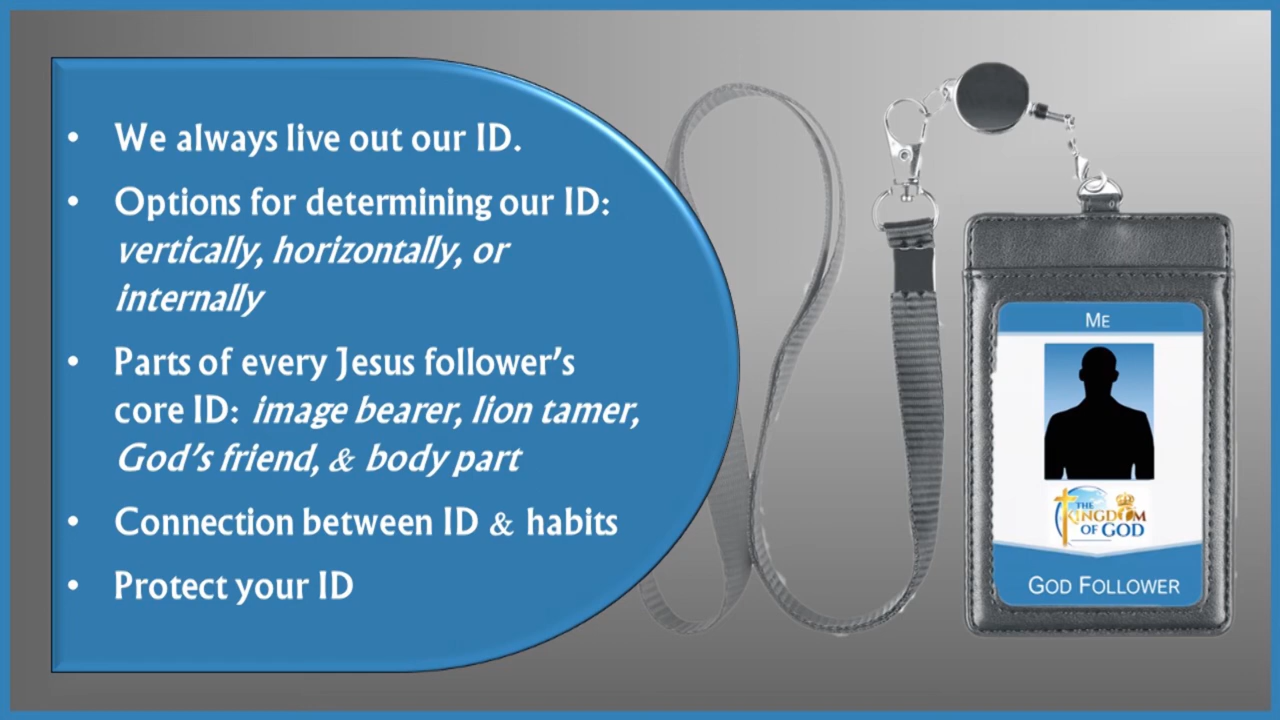 • We always live out our ID.
• Options for determining our ID:
vertically, horizontally, or
internally
• Parts of every Jesus follower's
core ID: image bearer, lion tamer,
God's friend, & body part
• Connection between ID & habits
• Protect your ID
ME
THE
KINGDOM
OF GOD
GOD FOLLOWER